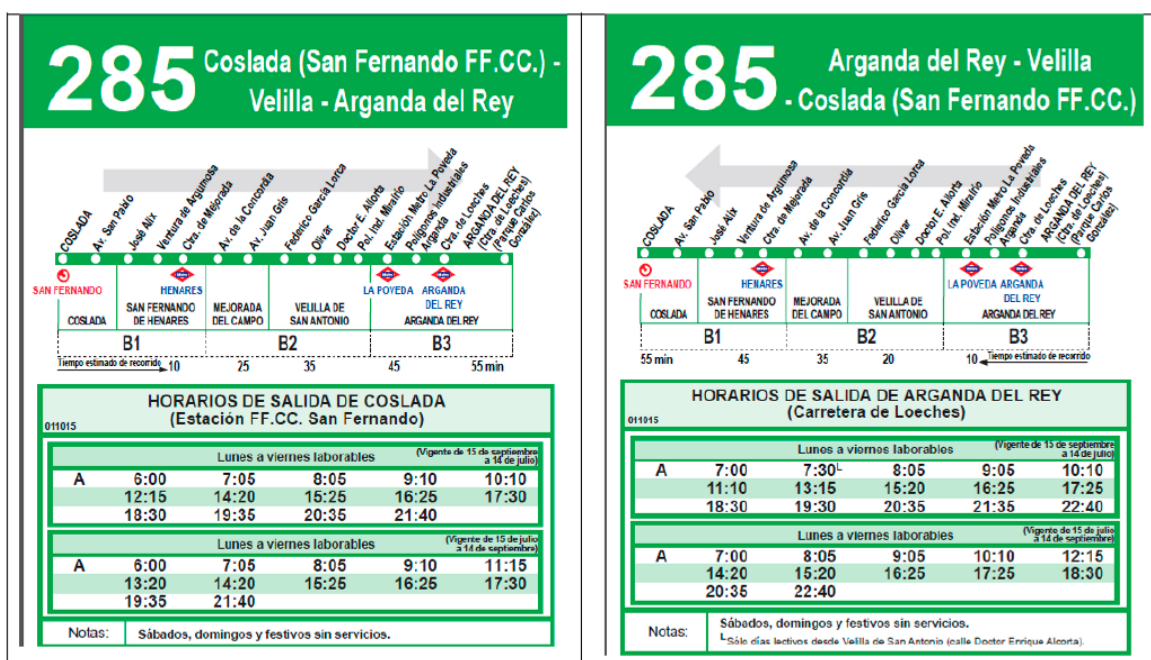 285
Coslada (San Fernando FF.CC.) -
Velilla - Arganda del Rey
COSLADA
Av. San Pablo
José Alix
Ventura de Argumosa
Ctra. de Mejorada
Av. de la Concordia
Av. Juan Gris
Federico García Lorca
Olivar
Doctor E. Allorta
Pol. Ind. Miralrío
Estación Metro La Poveda
Polígonos Industriales
Arganda
Ctra. de Loeches
ARGANDA DEL REY
(Ctra. de Loeches)
(Parque Carlos
González)
SAN FERNANDO
HENARES
LA POVEDA
ARGANDA
DEL REY
COSLADA
SAN FERNANDO
DE HENARES
MEJORADA
DEL CAMPO
VELILLA DE
SAN ANTONIO
ARGANDA DEL REY
B1 B2 B3
Tiempo estimado de recorrido 10 25 35 45 55 min
HORARIOS DE SALIDA DE COSLADA
(Estación FF.CC. San Fernando)
011015
Lunes a viernes laborables (Vigente de 15 de septiembre
a 14 de julio)
A 6:00 7:05 8:05 9:10 10:10
12:15 14:20 15:25 16:25 17:30
18:30 19:35 20:35 21:40
Lunes a viernes laborables (Vigente de 15 de julio
a 14 de septiembre)
A 6:00 7:05 8:05 9:10 11:15
13:20 14:20 15:25 16:25 17:30
19:35 21:40
Notas: Sábados, domingos y festivos sin servicios.
285
Arganda del Rey - Velilla
- Coslada (San Fernando FF.CC.)
COSLADA
Av. San Pablo
José Alix
Ventura de Argumosa
Ctra. de Mejorada
Av. de la Concordia
Av. Juan Gris
Federico García Lorca
Olivar
Doctor E. Allorta
Pol. Ind. Miralrío
Estación Metro La Poveda
Polígonos Industriales
Arganda
Ctra. de Loeches
ARGANDA DEL REY
(Ctra. de Loeches)
(Parque Carlos
González)
SAN FERNANDO
HENARES
LA POVEDA
ARGANDA
DEL REY
COSLADA
SAN FERNANDO
DE HENARES
MEJORADA
DEL CAMPO
VELILLA DE
SAN ANTONIO
ARGANDA DEL REY
B1 B2 B3
55 min 45 35 20 10 Tiempo estimado de recorrido
HORARIOS DE SALIDA DE ARGANDA DEL REY
(Carretera de Loeches)
011015
Lunes a viernes laborables (Vigente de 15 de septiembre
a 14 de julio)
A 7:00 7:30L 8:05 9:05 10:10
11:10 13:15 15:20 16:25 17:25
18:30 19:30 20:35 21:35 22:40
Lunes a viernes laborables (Vigente de 15 de julio
a 14 de septiembre)
A 7:00 8:05 9:05 10:10 12:15
14:20 15:20 16:25 17:25 18:30
20:35 22:40
Notas: Sábados, domingos y festivos sin servicios.
L Sólo días lectivos desde Velilla de San Antonio (calle Doctor Enrique Alcorta).